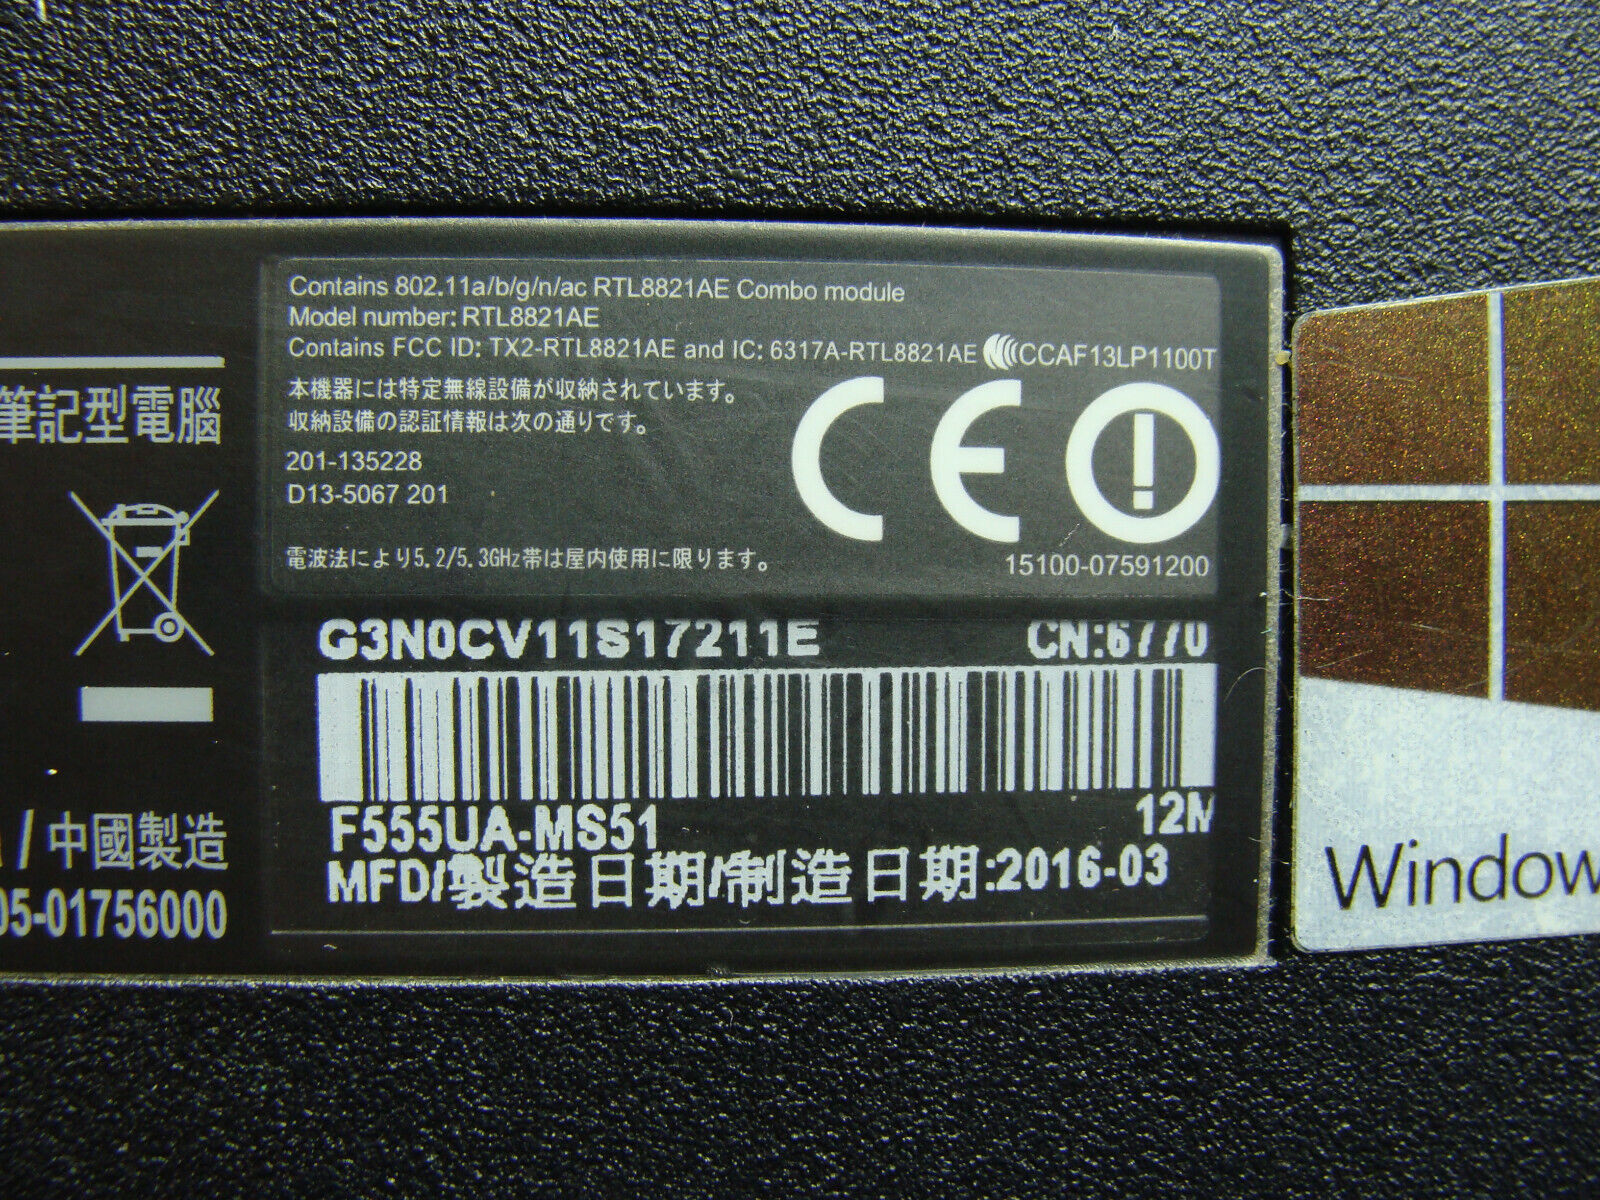 Contains 802.11a/b/g/n/ac RTL8821AE Combo module
Model number: RTL8821AE
Contains FCC ID: TX2-RTL8821AE and IC: 6317A-RTL8821AE CCAF13LP1100T
本機器には特定無線設備が収納されています。
収納設備の認証情報は次の通りです。
201-135228
D13-5067 201
電波法により5.2/5.3GHz帯は屋内使用に限ります。
15100-07591200
筆記型電腦
G3N0CV11S17211E CN:6770
F555UA-MS51 12M
MFD/製造日期/制造日期:2016-03
/ 中國製造
05-01756000
Window